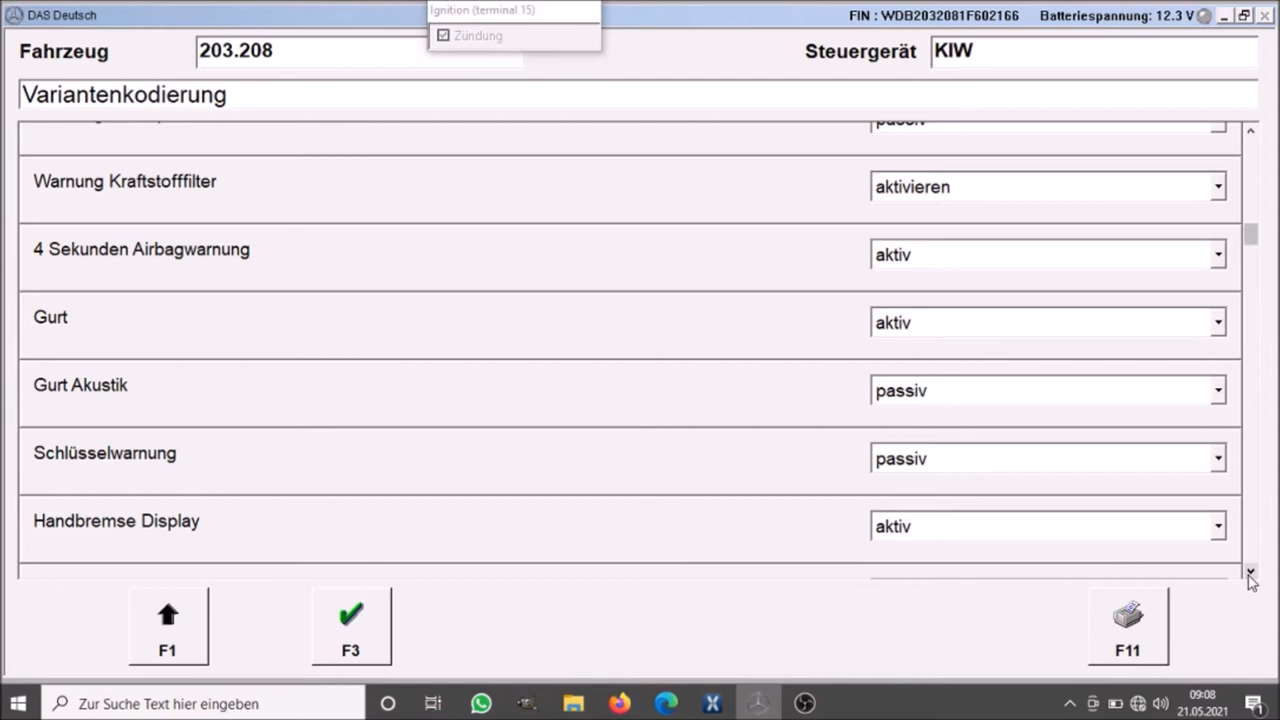 DAS Deutsch
Ignition (terminal 15)
FIN : WDB2032081F602166
Batteriespannung: 12.3 V
Zündung
Fahrzeug
203.208
Steuergerät
KIW
Variantenkodierung
passiv
Warnung Kraftstofffilter
aktivieren
4 Sekunden Airbagwarnung
aktiv
Gurt
aktiv
Gurt Akustik
passiv
Schlüsselwarnung
passiv
Handbremse Display
aktiv
F1
F3
F11
Zur Suche Text hier eingeben
09:08
21.05.2021
1